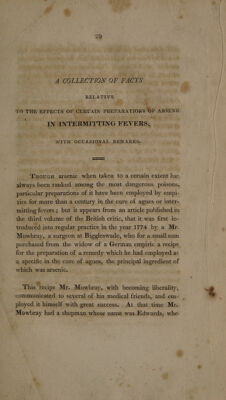 29
A COLLECTION OF FACTS
RELATIVE
TO THE EFFECTS OF CERTAIN PREPARATIONS OF ARSENIC
IN INTERMITTING FEVERS,
WITH OCCASIONAL REMARKS.
THOUGH arsenic when taken to a certain extent has
always been ranked among the most dangerous poisons,
particular preparations of it have been employed by empi-
rics for more than a century in the cure of agues or inter-
mitting fevers; but it appears from an article published in
the third volume of the British critic, that it was first in-
troduced into regular practice in the year 1774 by a Mr.
Mowbray, a surgeon at Biggleswade, who for a small sum
purchased from the widow of a German empiric a recipe
for the preparation of a remedy which he had employed as
a specific in the cure of agues, the principal ingredient of
which was arsenic.
This recipe Mr. Mowbray, with becoming liberality,
communicated to several of his medical friends, and em-
ployed it himself with great success. At that time Mr.
Mowbray had a shopman whose name was Edwards, who